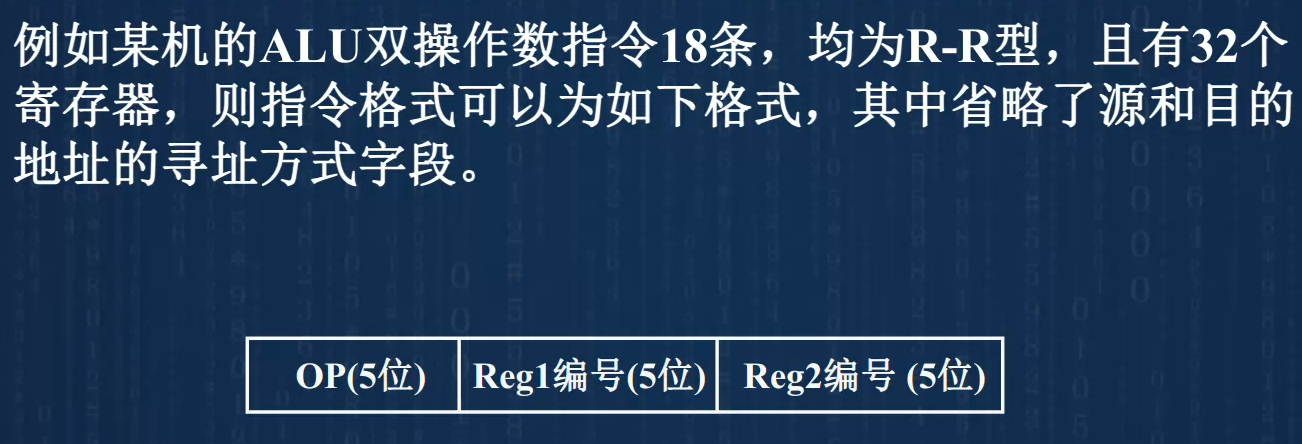 例如某机的ALU双操作数指令18条，均为R-R型，且有32个
寄存器，则指令格式可以为如下格式，其中省略了源和目的
地址的寻址方式字段。
OP(5位) Reg1编号(5位) Reg2编号 (5位)